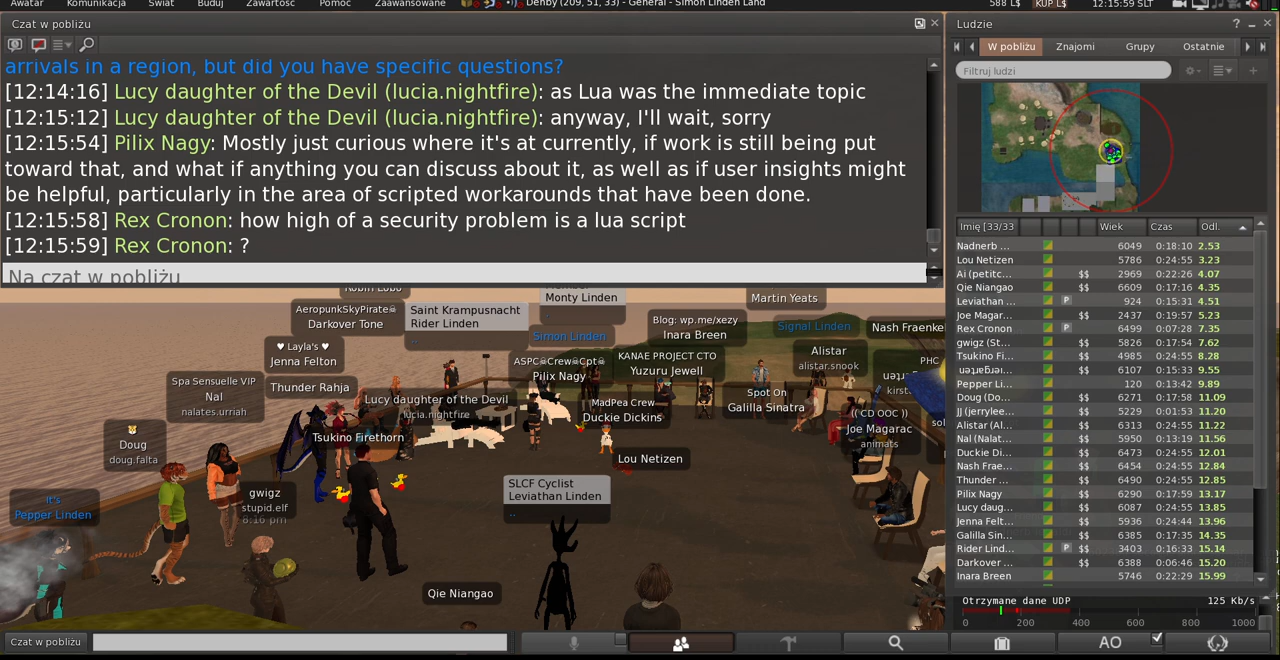 Awatar Komunikacja Świat Buduj Zawartość Pomoc Zaawansowane Denby (209, 51, 33) - General - Simon Linden Land 588 L$ KUP L$ 12:15:59 SLT
Czat w pobliżu
arrivals in a region, but did you have specific questions?
[12:14:16] Lucy daughter of the Devil (lucia.nightfire): as Lua was the immediate topic
[12:15:12] Lucy daughter of the Devil (lucia.nightfire): anyway, I'll wait, sorry
[12:15:54] Pilix Nagy: Mostly just curious where it's at currently, if work is still being put
toward that, and what if anything you can discuss about it, as well as if user insights might
be helpful, particularly in the area of scripted workarounds that have been done.
[12:15:58] Rex Cronon: how high of a security problem is a lua script
[12:15:59] Rex Cronon: ?
Na czat w pobliżu
Robin Lobo
Monty Linden
Martin Yeats
AeropunkSkyPirate☠
Darkover Tone
Saint Krampusnacht
Rider Linden
..
Simon Linden
Blog: wp.me/xezy
Inara Breen
Signal Linden
Nash Fraenkel
♥ Layla's ♥
Jenna Felton
ASPC☠Crew☠Cpt☠
Pilix Nagy
KANAE PROJECT CTO
Yuzuru Jewell
Alistar
alistar.snook
PHC
Spa Sensuelle VIP
Nal
nalates.urriah
Thunder Rahja
Lucy daughter of the Devil
lucia.nightfire
MadPea Crew
Duckie Dickins
Spot On
Galilla Sinatra
(( CD OOC ))
Joe Magarac
animats
Doug
doug.falta
Tsukino Firethorn
Lou Netizen
It's
Pepper Linden
gwigz
stupid.elf
8:16 pm
SLCF Cyclist
Leviathan Linden
..
Qie Niangao
Czat w pobliżu
Ludzie
W pobliżu Znajomi Grupy Ostatnie
Filtruj ludzi
Imię [33/33 Wiek Czas Odl.
Nadnerb ... 6049 0:18:10 2.53
Lou Netizen 5786 0:24:55 3.23
Ai (petitc... $$ 2969 0:22:26 4.07
Qie Niangao $$ 6609 0:17:16 4.35
Leviathan ... P 924 0:15:31 4.51
Joe Magar... $$ 2437 0:19:57 5.23
Rex Cronon P 6499 0:07:28 7.35
gwigz (St... $$ 5826 0:17:54 7.62
Tsukino Fi... $$ 4985 0:24:55 8.28
$$ 6107 0:15:33 9.55
Pepper Li... 120 0:13:42 9.89
Doug (Do... $$ 6271 0:17:58 11.09
JJ (jerrylee... $$ 5229 0:01:53 11.20
Alistar (Al... $$ 6313 0:24:55 11.22
Nal (Nalat... $$ 5950 0:13:19 11.56
Duckie Di... $$ 6473 0:24:55 12.01
Nash Frae... $$ 6454 0:24:55 12.84
Thunder ... $$ 6490 0:24:55 12.85
Pilix Nagy $$ 6290 0:17:59 13.17
Lucy daug... $$ 6087 0:24:55 13.85
Jenna Felt... $$ 5936 0:24:44 13.96
Galilla Sin... $$ 6385 0:17:35 14.35
Rider Lind... P $$ 3403 0:16:33 15.14
Darkover ... $$ 6388 0:06:46 15.20
Inara Breen 5746 0:22:29 15.99
Otrzymane dane UDP 125 Kb/s
0 200 400 600 800 1000
AO